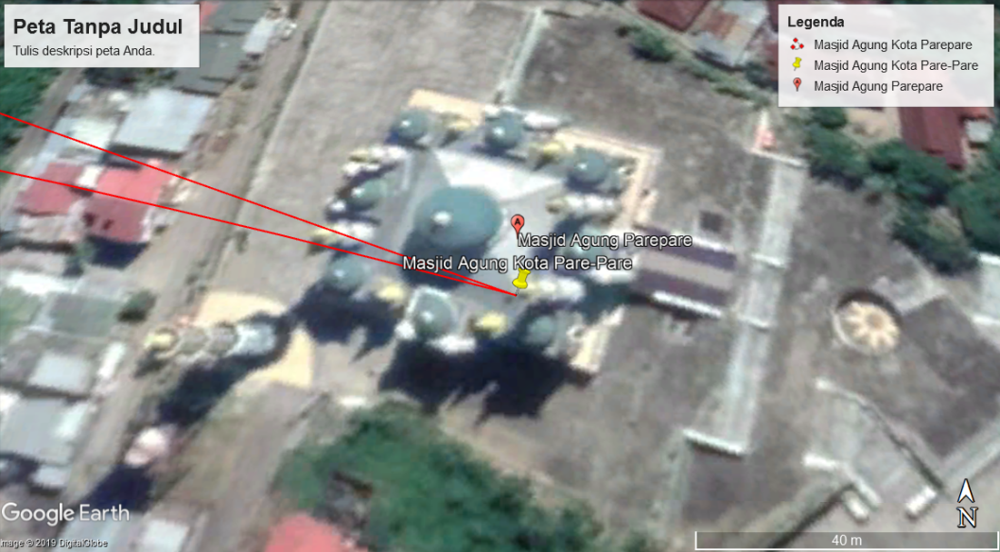 Peta Tanpa Judul
Tulis deskripsi peta Anda.
Legenda
Masjid Agung Kota Parepare
Masjid Agung Kota Pare-Pare
A Masjid Agung Parepare
A
Masjid Agung Parepare
Masjid Agung Kota Pare-Pare
Google Earth
mage © 2019 DigitalGlobe
N
40 m